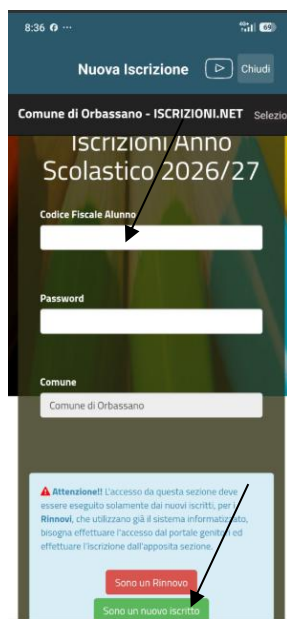 8:36
69
Nuova Iscrizione
Chiudi
Comune di Orbassano - ISCRIZIONI.NET Selezio
Iscrizioni Anno
Scolastico 2026/27
Codice Fiscale Alunno
Password
Comune
Comune di Orbassano
Attenzione!! L'accesso da questa sezione deve
essere eseguito solamente dai nuovi iscritti, per i
Rinnovi, che utilizzano già il sistema informatizzato,
bisogna effettuare l'accesso dal portale genitori ed
effettuare l'iscrizione dall'apposita sezione.
Sono un Rinnovo
Sono un nuovo iscritto